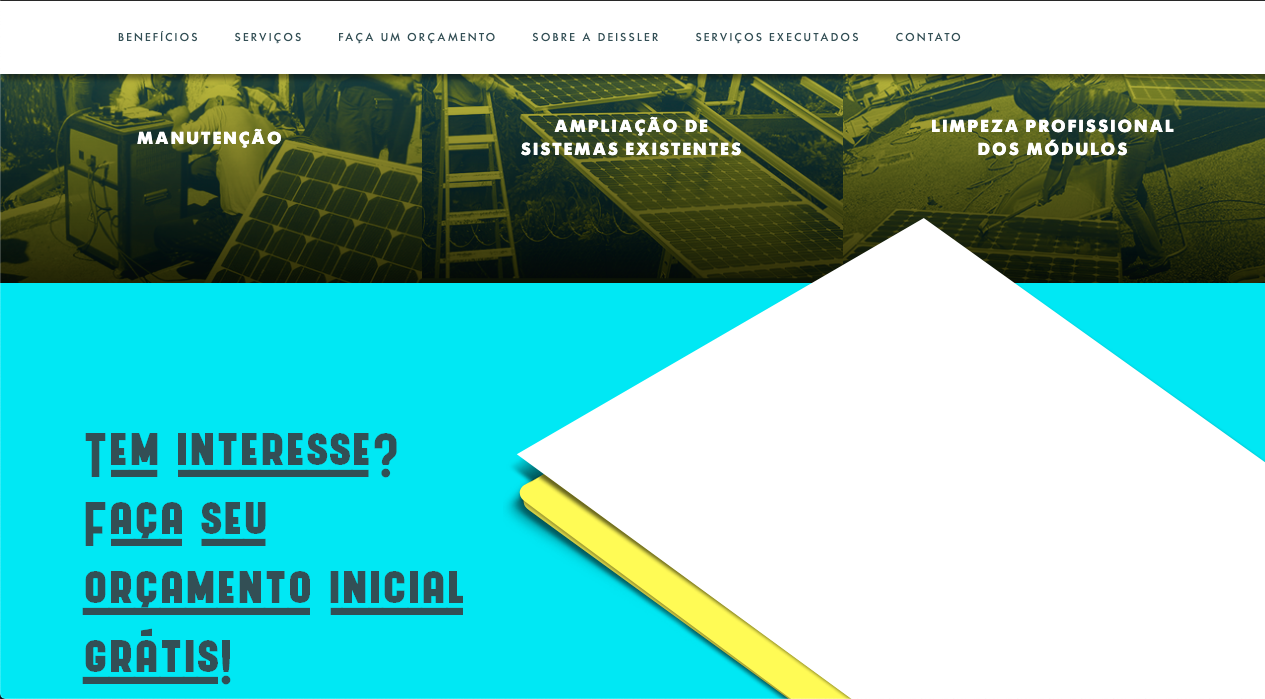 BENEFÍCIOS SERVIÇOS FAÇA UM ORÇAMENTO SOBRE A DEISSLER SERVIÇOS EXECUTADOS CONTATO
MANUTENÇÃO
AMPLIAÇÃO DE
SISTEMAS EXISTENTES
LIMPEZA PROFISSIONAL
DOS MÓDULOS
TEM INTERESSE?
FAÇA SEU
ORÇAMENTO INICIAL
GRÁTIS!